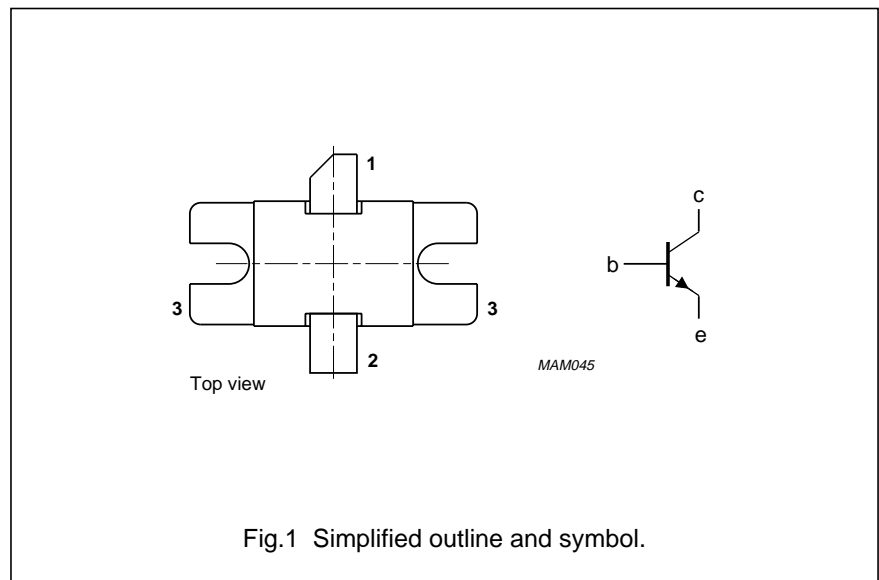 1
c
b
3
3
e
2
MAM045
Top view
Fig.1 Simplified outline and symbol.